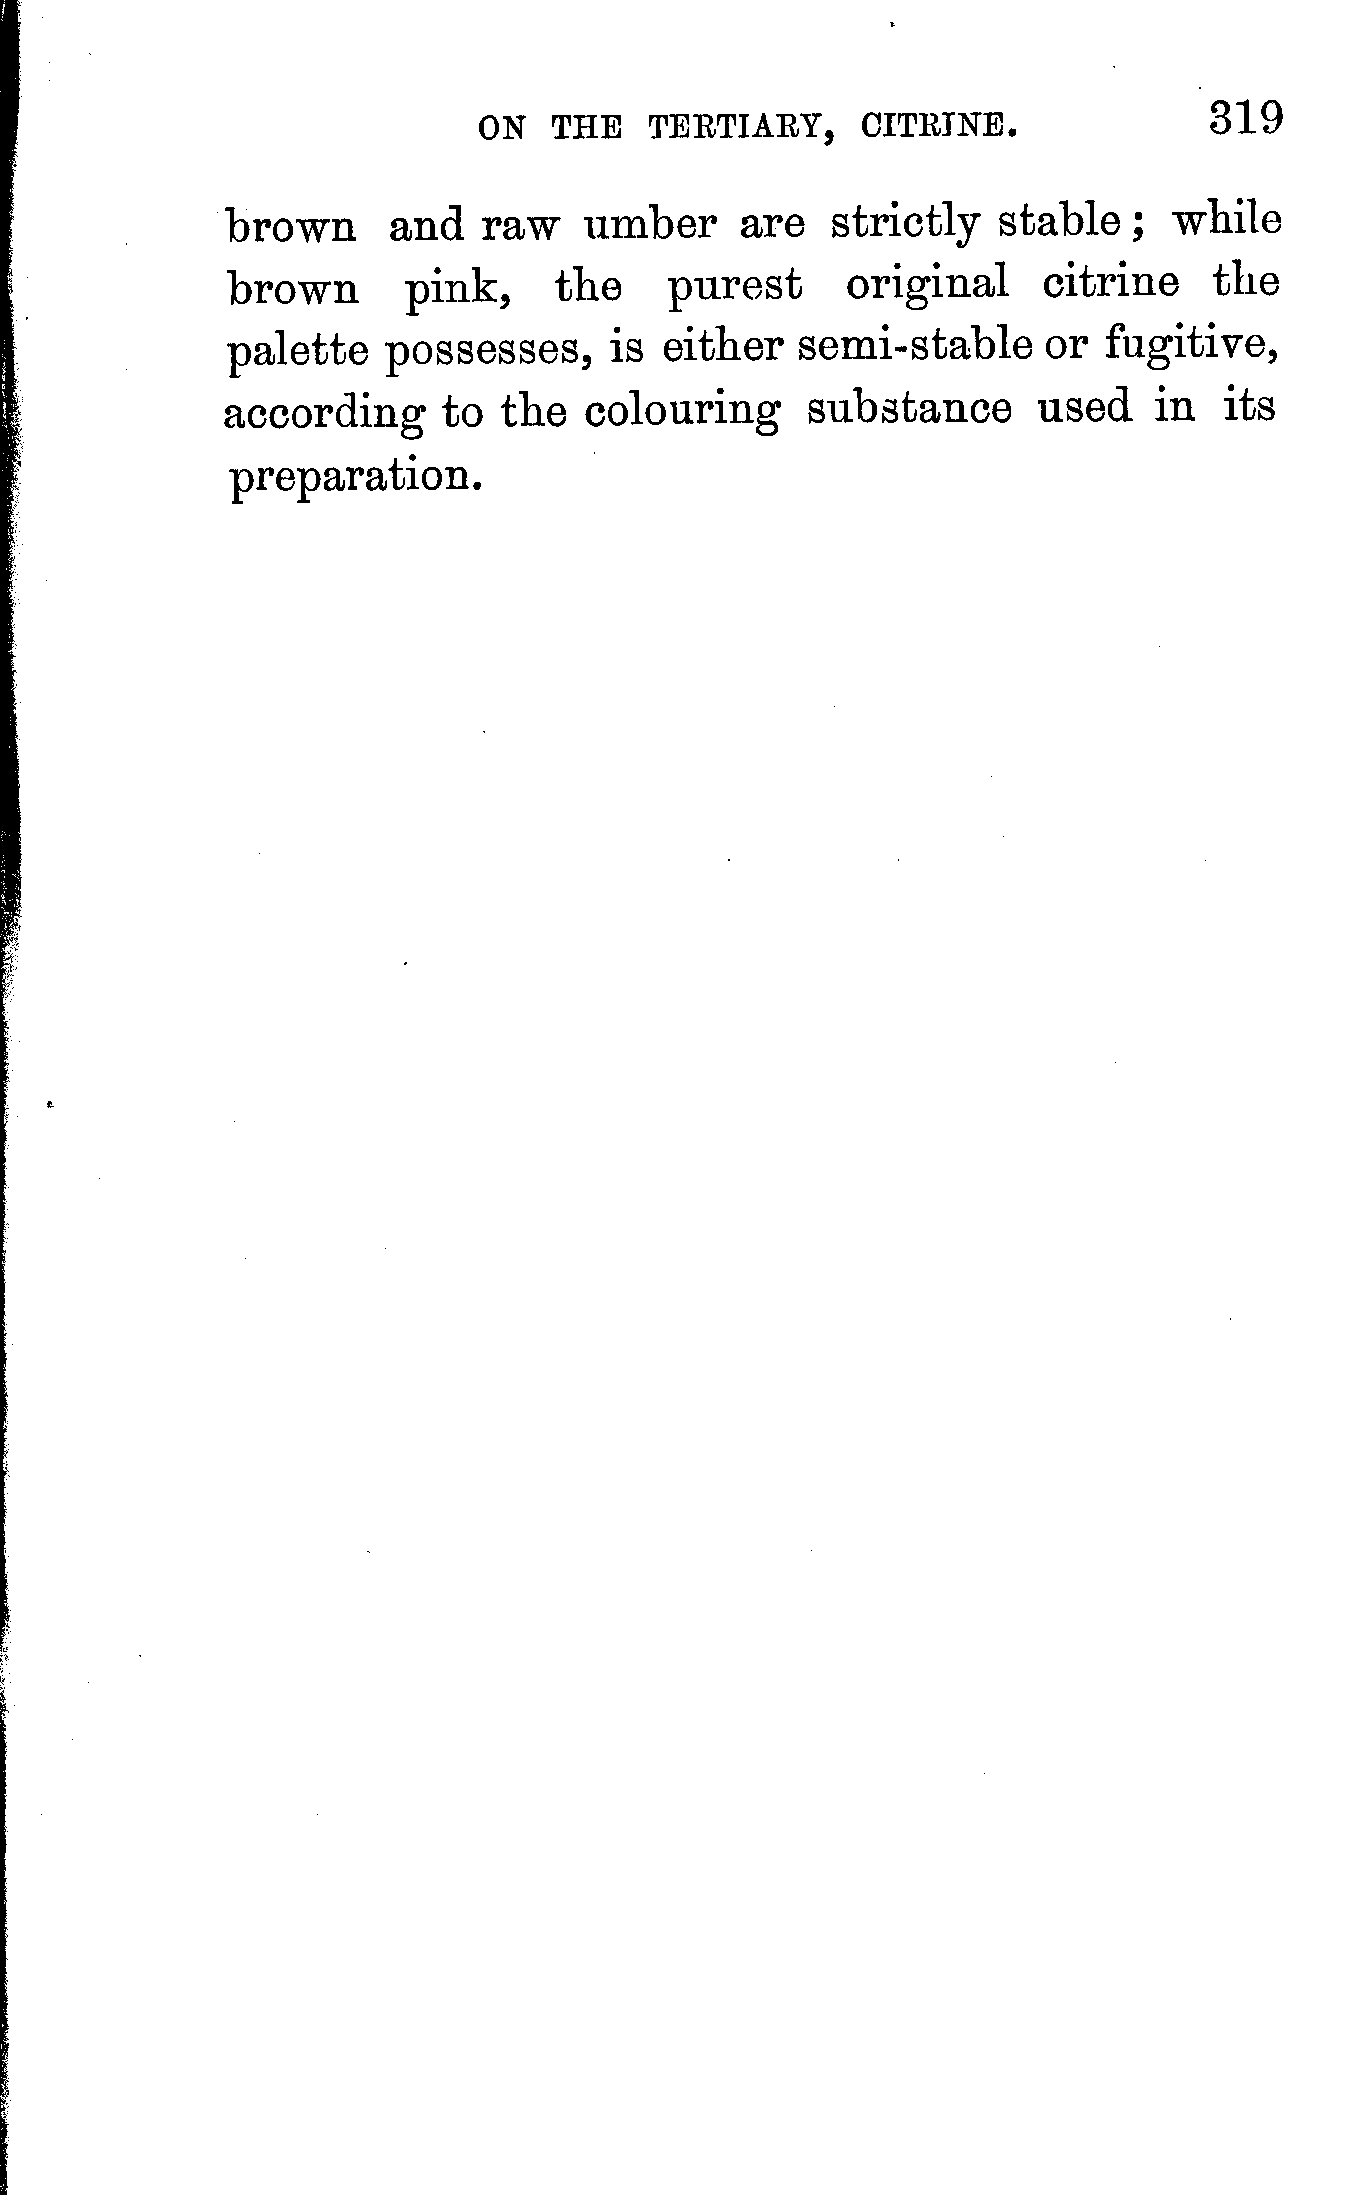 ON THE TERTIARY, CITRINE. 319
brown and raw umber are strictly stable; while
brown pink, the purest original citrine the
palette possesses, is either semi-stable or fugitive,
according to the colouring substance used in its
preparation.